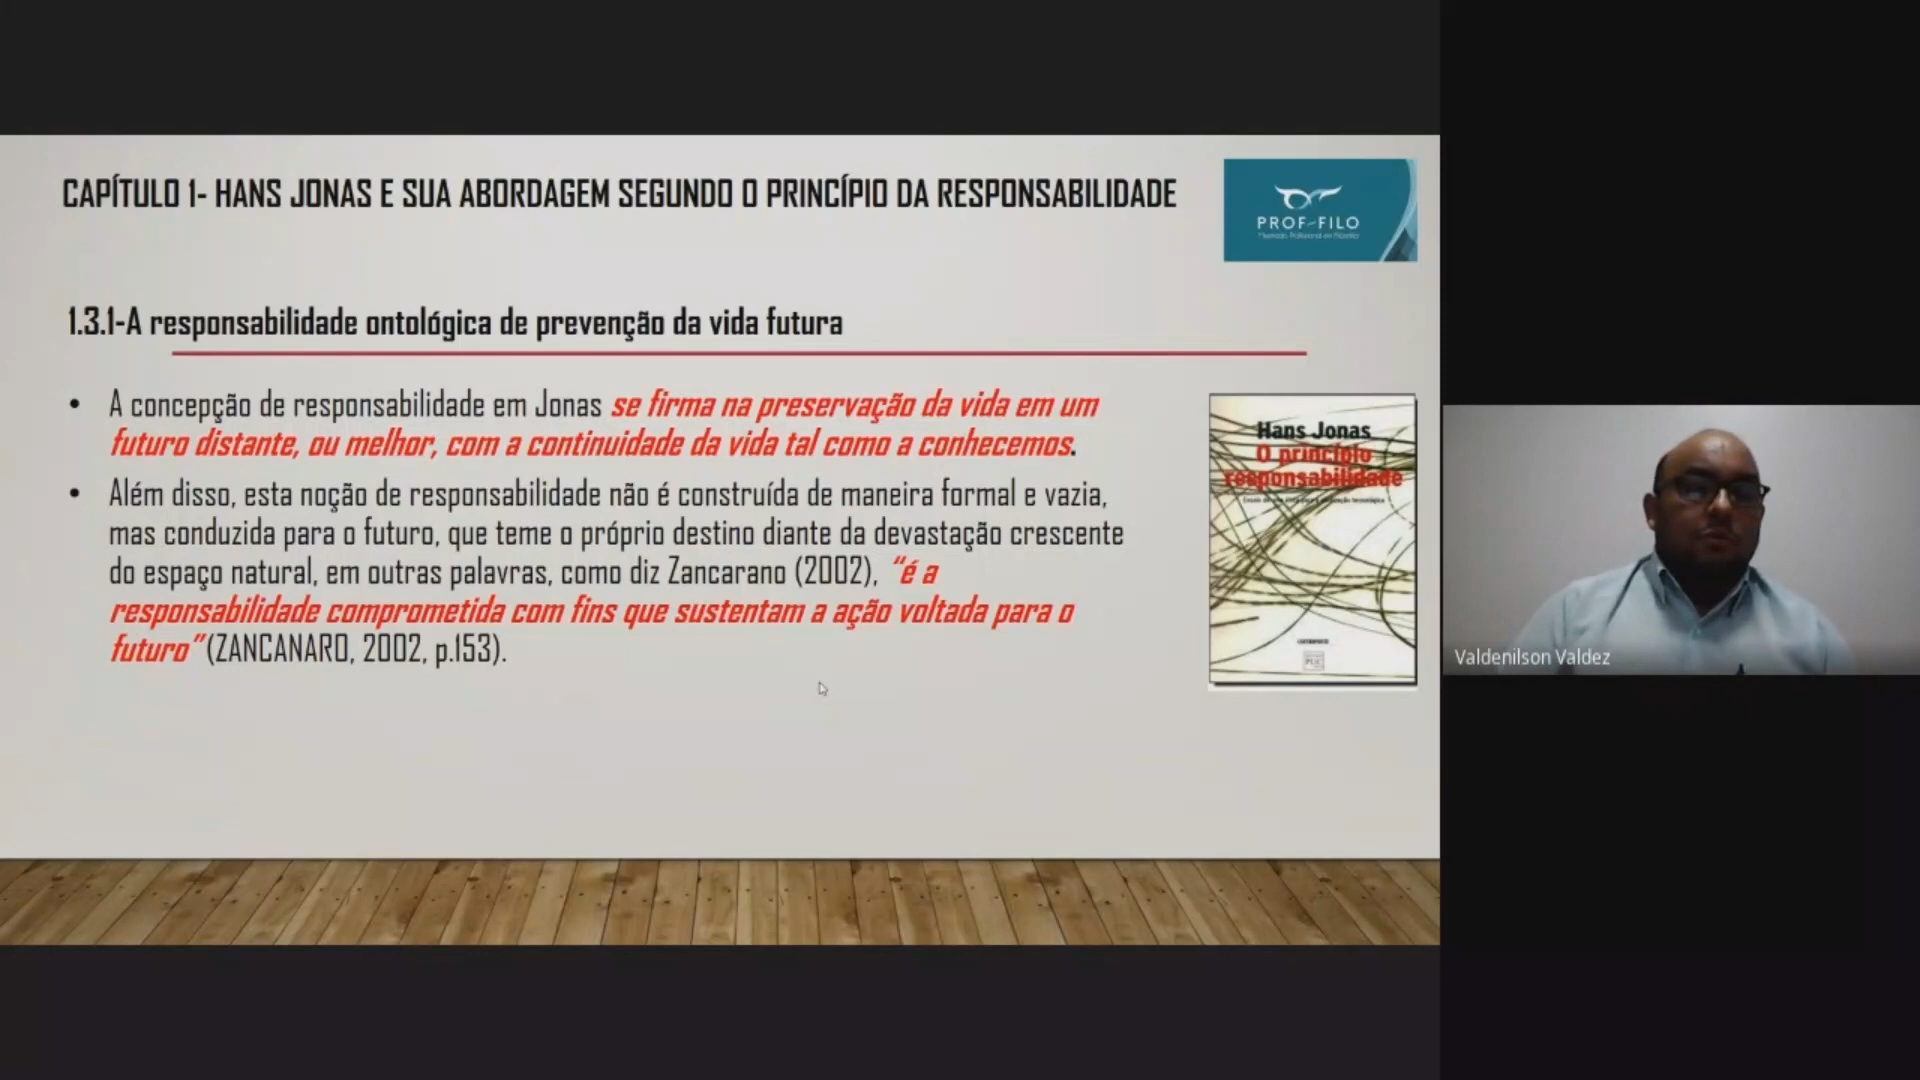 CAPÍTULO 1- HANS JONAS E SUA ABORDAGEM SEGUNDO O PRINCÍPIO DA RESPONSABILIDADE
PROF-FILO
Mestrado Profissional em Filosofia
1.3.1-A responsabilidade ontológica de prevenção da vida futura
• A concepção de responsabilidade em Jonas se firma na preservação da vida em um
futuro distante, ou melhor, com a continuidade da vida tal como a conhecemos.
• Além disso, esta noção de responsabilidade não é construída de maneira formal e vazia,
mas conduzida para o futuro, que teme o próprio destino diante da devastação crescente
do espaço natural, em outras palavras, como diz Zancarano (2002), “é a
responsabilidade comprometida com fins que sustentam a ação voltada para o
futuro”(ZANCANARO, 2002, p.153).
Hans Jonas
O princípio
responsabilidade
PUC
Valdenilson Valdez